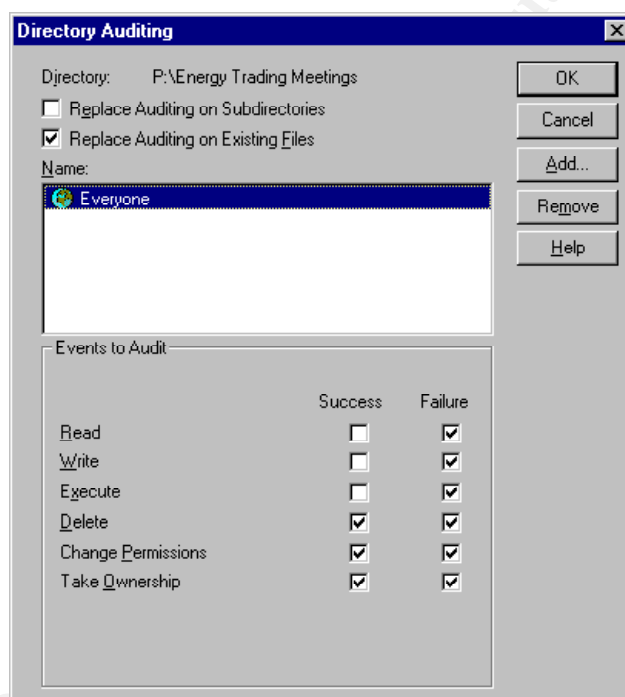 Directory Auditing
Directory: P:\Energy Trading Meetings
Replace Auditing on Subdirectories
Replace Auditing on Existing Files
Name:
Everyone
OK
Cancel
Add...
Remove
Help
Events to Audit
Success Failure
Read
Write
Execute
Delete
Change Permissions
Take Ownership